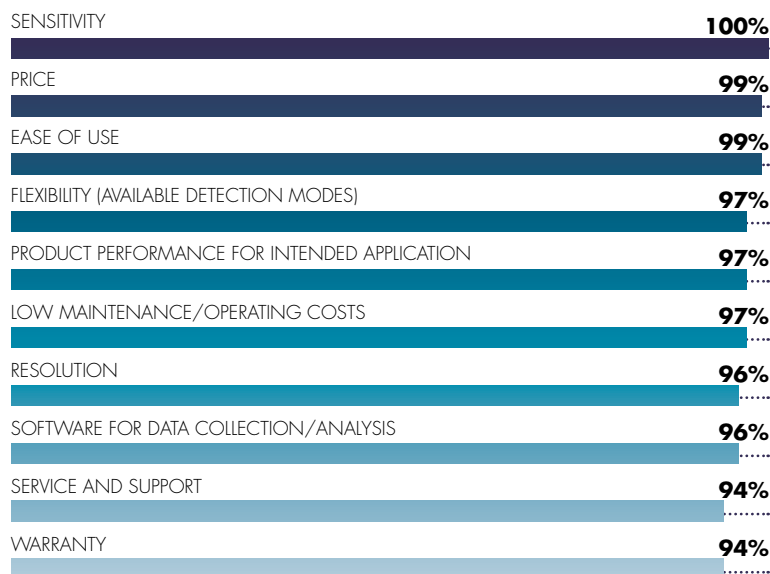 SENSITIVITY 100%
PRICE 99%
EASE OF USE 99%
FLEXIBILITY (AVAILABLE DETECTION MODES) 97%
PRODUCT PERFORMANCE FOR INTENDED APPLICATION 97%
LOW MAINTENANCE/OPERATING COSTS 97%
RESOLUTION 96%
SOFTWARE FOR DATA COLLECTION/ANALYSIS 96%
SERVICE AND SUPPORT 94%
WARRANTY 94%